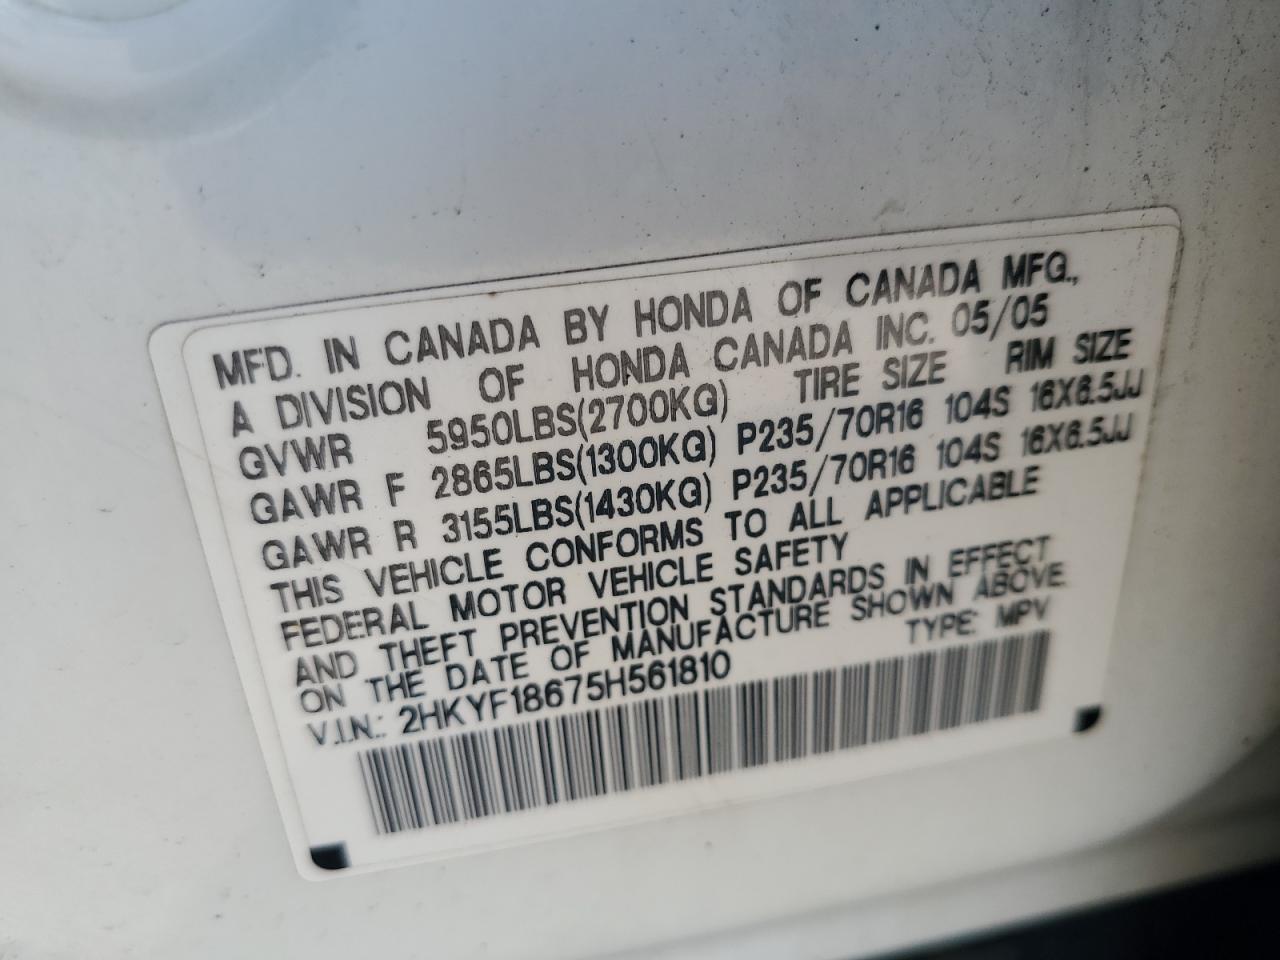 MFD. IN CANADA BY HONDA OF CANADA MFG.,
A DIVISION OF HONDA CANADA INC. 05/05
GVWR 5950LBS(2700KG) TIRE SIZE RIM SIZE
GAWR F 2865LBS(1300KG) P235/70R16 104S 16X6.5JJ
GAWR R 3155LBS(1430KG) P235/70R16 104S 16X6.5JJ
THIS VEHICLE CONFORMS TO ALL APPLICABLE
FEDERAL MOTOR VEHICLE SAFETY
AND THEFT PREVENTION STANDARDS IN EFFECT
ON THE DATE OF MANUFACTURE SHOWN ABOVE.
V.I.N.: 2HKYF18675H561810 TYPE: MPV